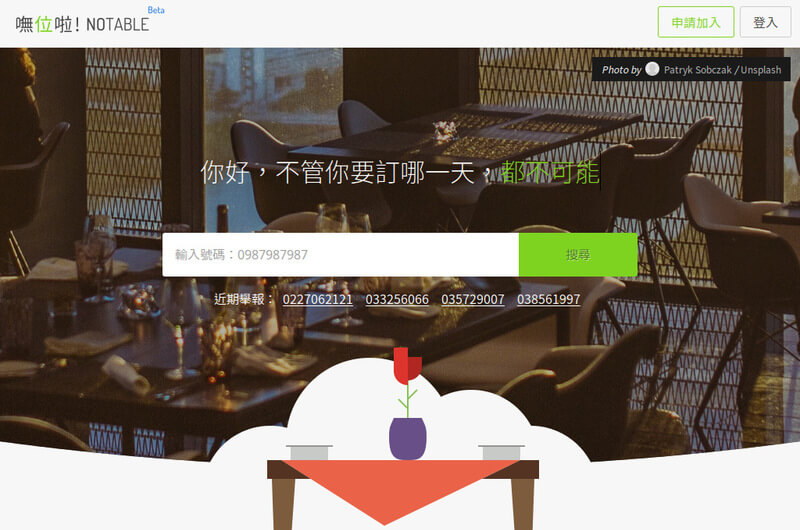 嘸位啦! NOTABLE Beta
申請加入
登入
Photo by Patryk Sobczak / Unsplash
你好，不管你要訂哪一天，都不可能
輸入號碼：0987987987
搜尋
近期舉報： 0227062121 033256066 035729007 038561997